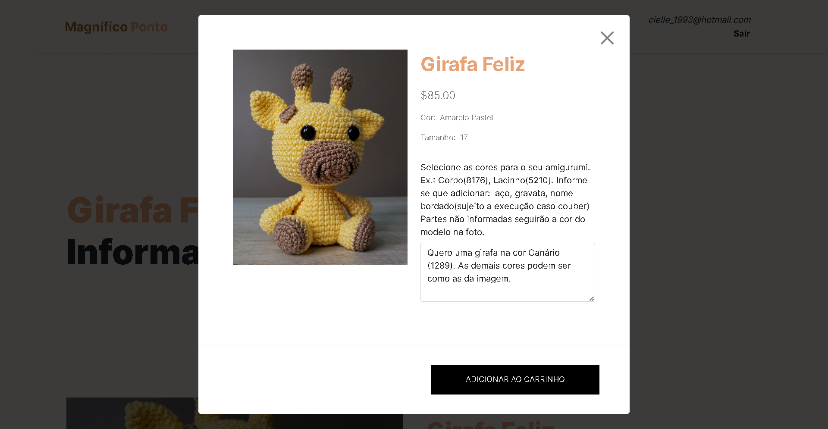 Magnífico Ponto
cielle_1993@hotmail.com
Sair
Girafa Feliz
$85.00
Cor: Amarelo Pastel
Tamanho: 17
Selecione as cores para o seu amigurumi.
Ex.: Corpo(8176), Lacinho(5210). Informe
se que adicionar: laço, gravata, nome
bordado(sujeito a execução caso couber)
Partes não informadas seguirão a cor do
modelo na foto.
Quero uma girafa na cor Canário
(1289). As demais cores podem ser
como as da imagem.
Girafa F
Informa
ADICIONAR AO CARRINHO
Girafa Feliz